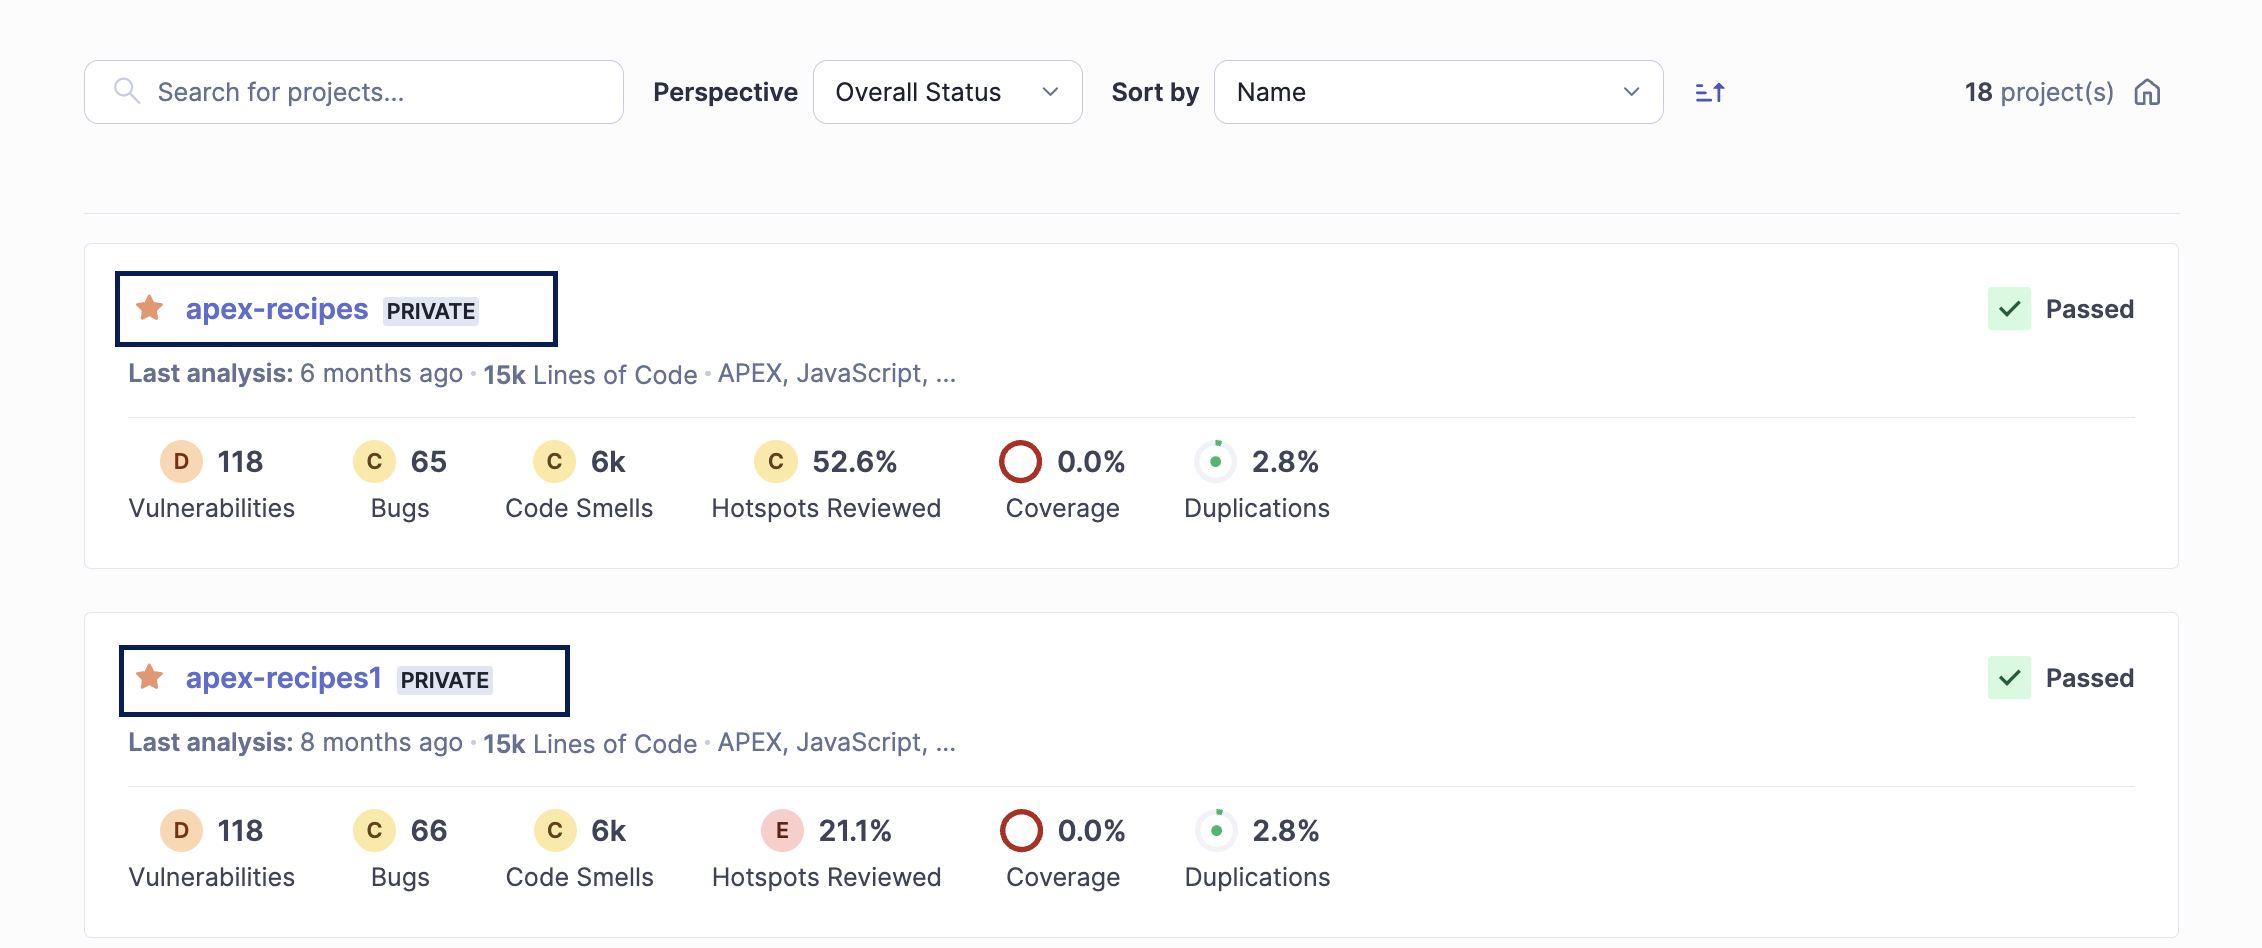 Search for projects... Perspective Overall Status Sort by Name 18 project(s)
apex-recipes PRIVATE Passed
Last analysis: 6 months ago · 15k Lines of Code · APEX, JavaScript, ...
D 118 C 65 C 6k C 52.6% 0.0% 2.8%
Vulnerabilities Bugs Code Smells Hotspots Reviewed Coverage Duplications
apex-recipes1 PRIVATE Passed
Last analysis: 8 months ago · 15k Lines of Code · APEX, JavaScript, ...
D 118 C 66 C 6k E 21.1% 0.0% 2.8%
Vulnerabilities Bugs Code Smells Hotspots Reviewed Coverage Duplications